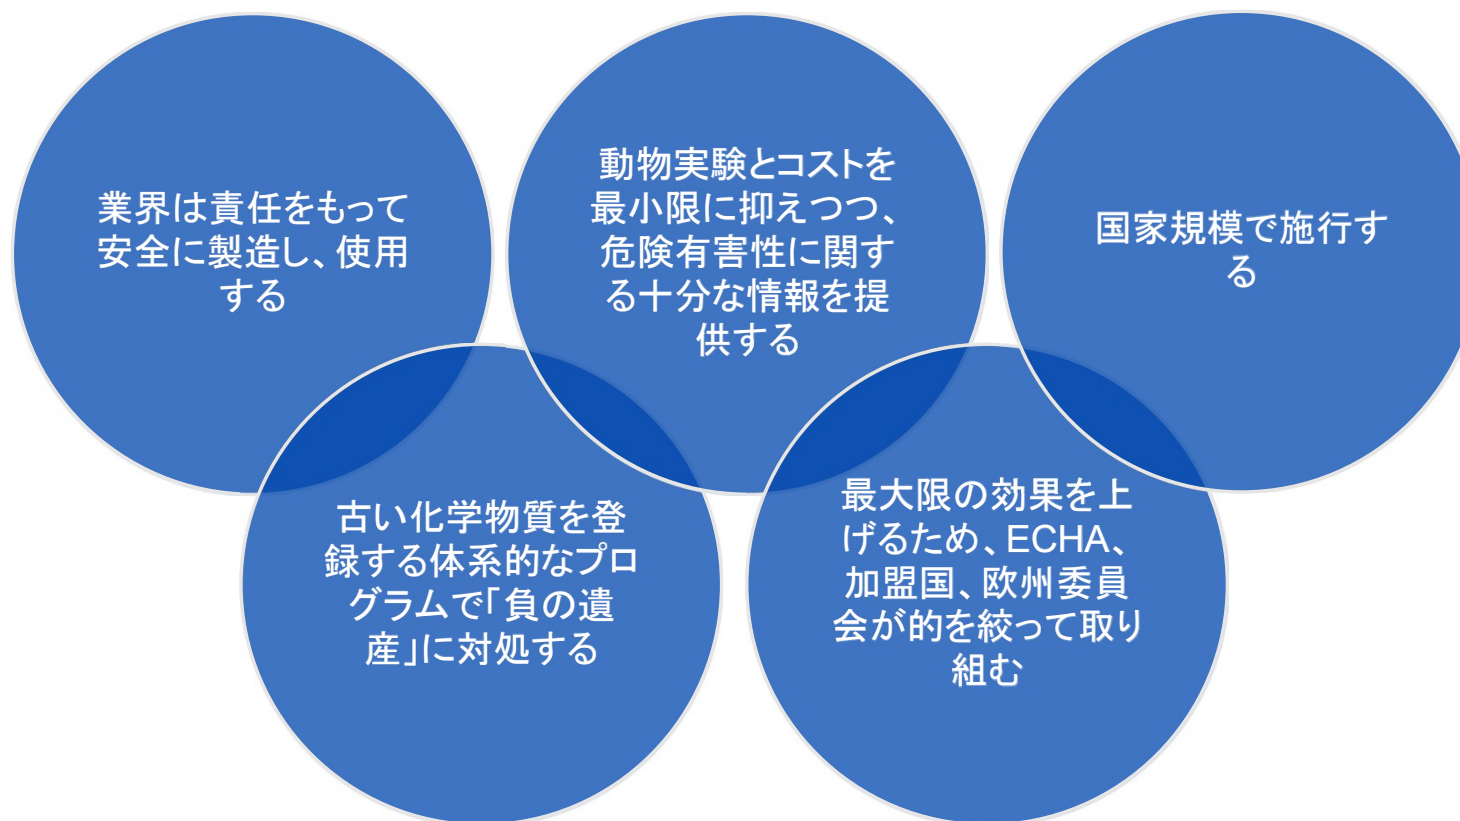 業界は責任をもって
安全に製造し、使用
する
古い化学物質を登
録する体系的なプロ
グラムで「負の遺
産」に対処する
動物実験とコストを
最小限に抑えつつ、
危険有害性に関す
る十分な情報を提
供する
最大限の効果を上
げるため、ECHA、
加盟国、欧州委員
会が的を絞って取り
組む
国家規模で施行す
る